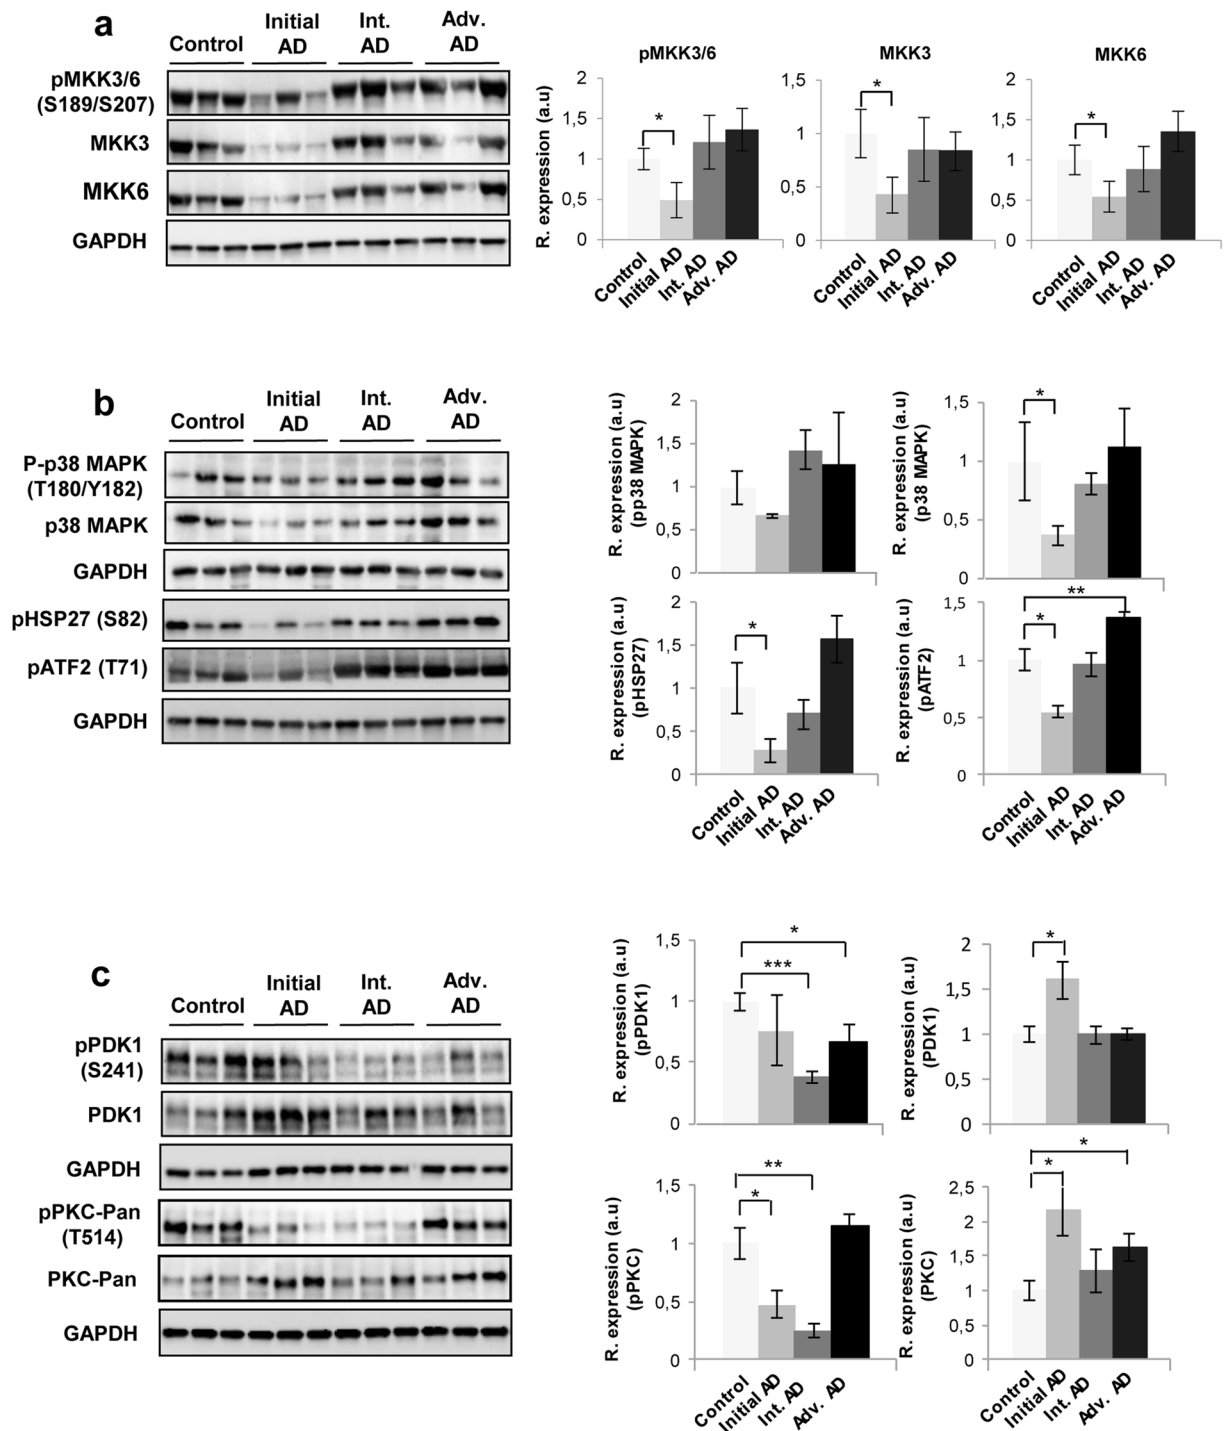 a
Control
Initial
AD
Int.
AD
Adv.
AD
pMKK3/6
(S189/S207)
MKK3
MKK6
GAPDH
pMKK3/6
R. expression (a.u)
2
1,5
1
0,5
0
*
Control
Initial AD
Int. AD
Adv. AD
MKK3
1,5
1
0,5
0
*
Control
Initial AD
Int. AD
Adv. AD
MKK6
2
1,5
1
0,5
0
*
Control
Initial AD
Int. AD
Adv. AD
b
Control
Initial
AD
Int.
AD
Adv.
AD
P-p38 MAPK
(T180/Y182)
p38 MAPK
GAPDH
pHSP27 (S82)
pATF2 (T71)
GAPDH
R. expression (a.u)
(pp38 MAPK)
2
1,5
1
0,5
0
R. expression (a.u)
(p38 MAPK)
1,5
1
0,5
0
*
R. expression (a.u)
(pHSP27)
2
1,5
1
0,5
0
*
Control
Initial AD
Int. AD
Adv. AD
R. expression (a.u)
(pATF2)
1,5
1
0,5
0
**
*
Control
Initial AD
Int. AD
Adv. AD
c
Control
Initial
AD
Int.
AD
Adv.
AD
pPDK1
(S241)
PDK1
GAPDH
pPKC-Pan
(T514)
PKC-Pan
GAPDH
R. expression (a.u)
(pPDK1)
1,5
1
0,5
0
*
***
R. expression (a.u)
(PDK1)
2
1,5
1
0,5
0
*
R. expression (a.u)
(pPKC)
1,5
1
0,5
0
**
*
Control
Initial AD
Int. AD
Adv. AD
R. expression (a.u)
(PKC)
2,5
2
1,5
1
0,5
0
*
*
Control
Initial AD
Int. AD
Adv. AD